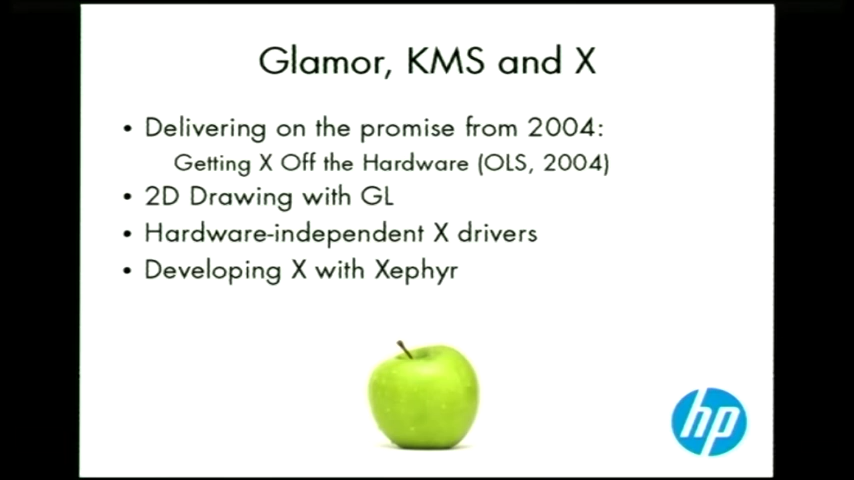 Glamor, KMS and X
• Delivering on the promise from 2004:
Getting X Off the Hardware (OLS, 2004)
• 2D Drawing with GL
• Hardware-independent X drivers
• Developing X with Xephyr
hp